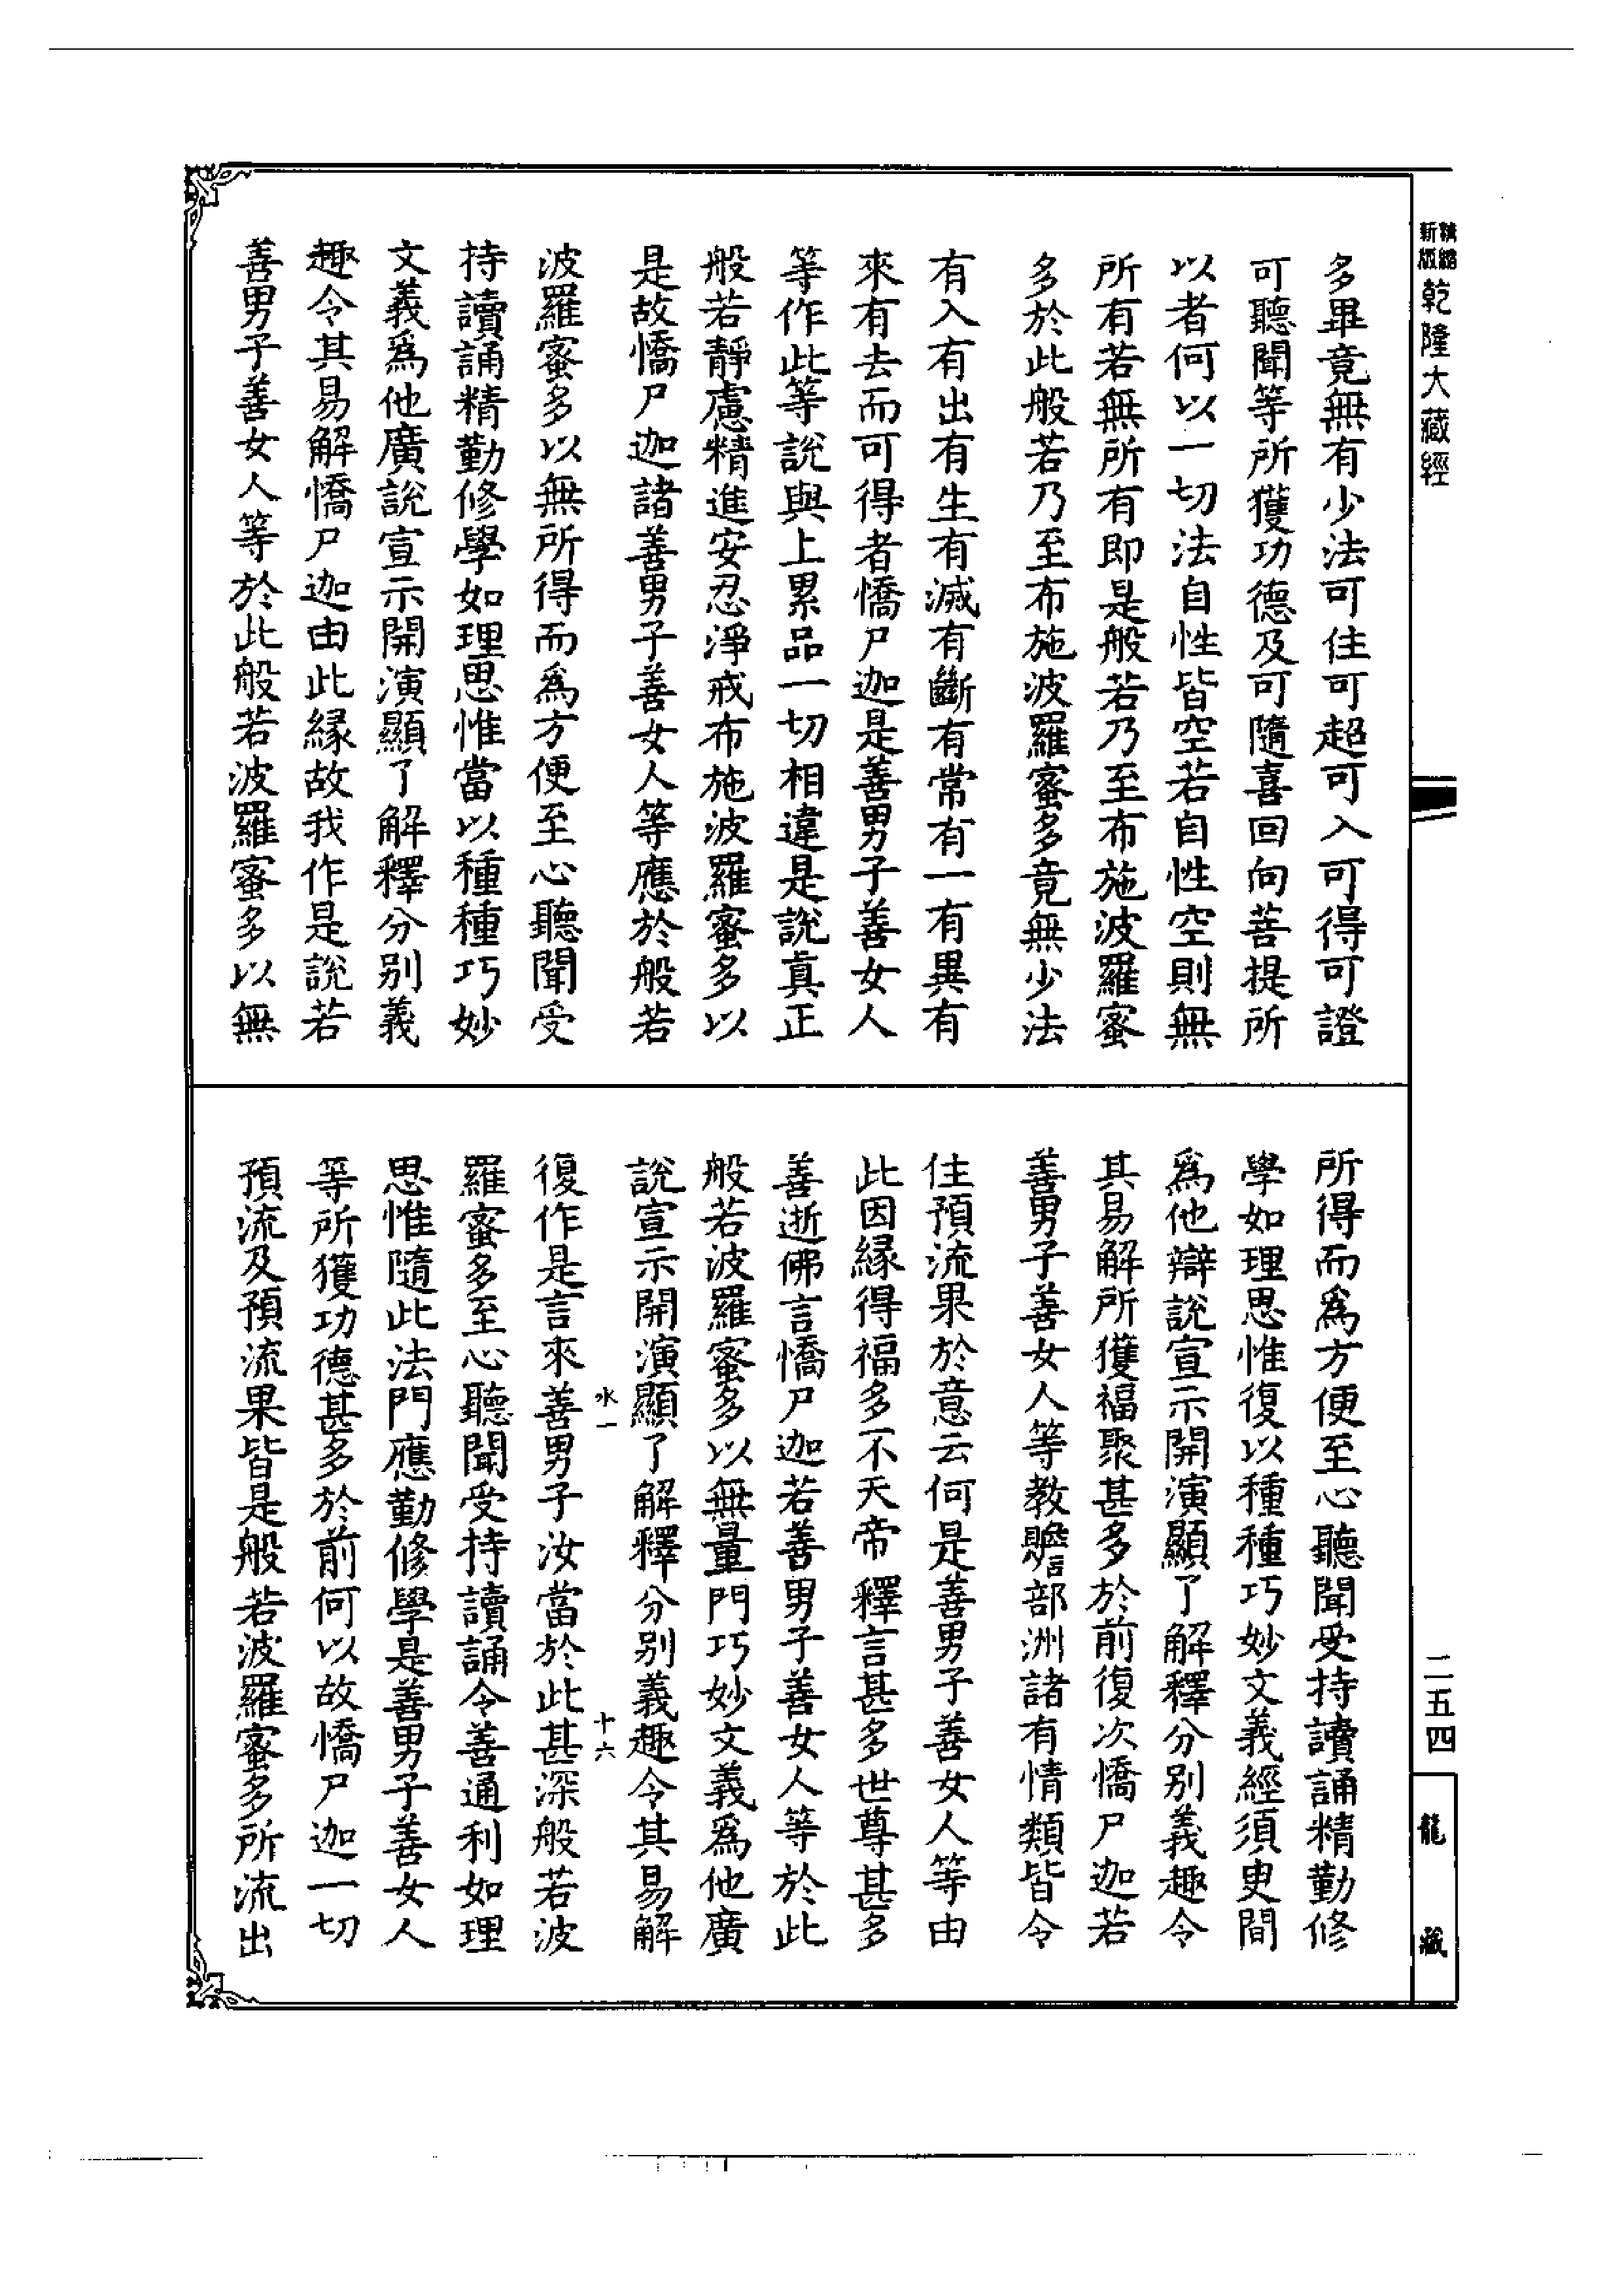 精縮新版乾隆大藏經
二五四
龍藏
多畢竟無有少法可住可超可入可得可證
可聽聞等所獲功德及可隨喜回向菩提所
以者何以一切法自性皆空若自性空則無
所有若無所有即是般若乃至布施波羅蜜
多於此般若乃至布施波羅蜜多竟無少法
有入有出有生有滅有斷有常有一有異有
來有去而可得者憍尸迦是善男子善女人
等作此等說與上累品一切相違是說真正
般若靜慮精進安忍淨戒布施波羅蜜多以
是故憍尸迦諸善男子善女人等應於般若
波羅蜜多以無所得而為方便至心聽聞受
持讀誦精勤修學如理思惟當以種種巧妙
文義為他廣說宣示開演顯了解釋分別義
趣令其易解憍尸迦由此緣故我作是說若
善男子善女人等於此般若波羅蜜多以無
所得而為方便至心聽聞受持讀誦精勤修
學如理思惟復以種種巧妙文義經須臾間
為他辯說宣示開演顯了解釋分別義趣令
其易解所獲福聚甚多於前復次憍尸迦若
善男子善女人等教贍部洲諸有情類皆令
住預流果於意云何是善男子善女人等由
此因緣得福多不天帝釋言甚多世尊甚多
善逝佛言憍尸迦若善男子善女人等於此
般若波羅蜜多以無量門巧妙文義為他廣
說宣示開演顯了解釋分別義趣令其易解
水一
十六
復作是言來善男子汝當於此甚深般若波
羅蜜多至心聽聞受持讀誦令善通利如理
思惟隨此法門應勤修學是善男子善女人
等所獲功德甚多於前何以故憍尸迦一切
預流及預流果皆是般若波羅蜜多所流出